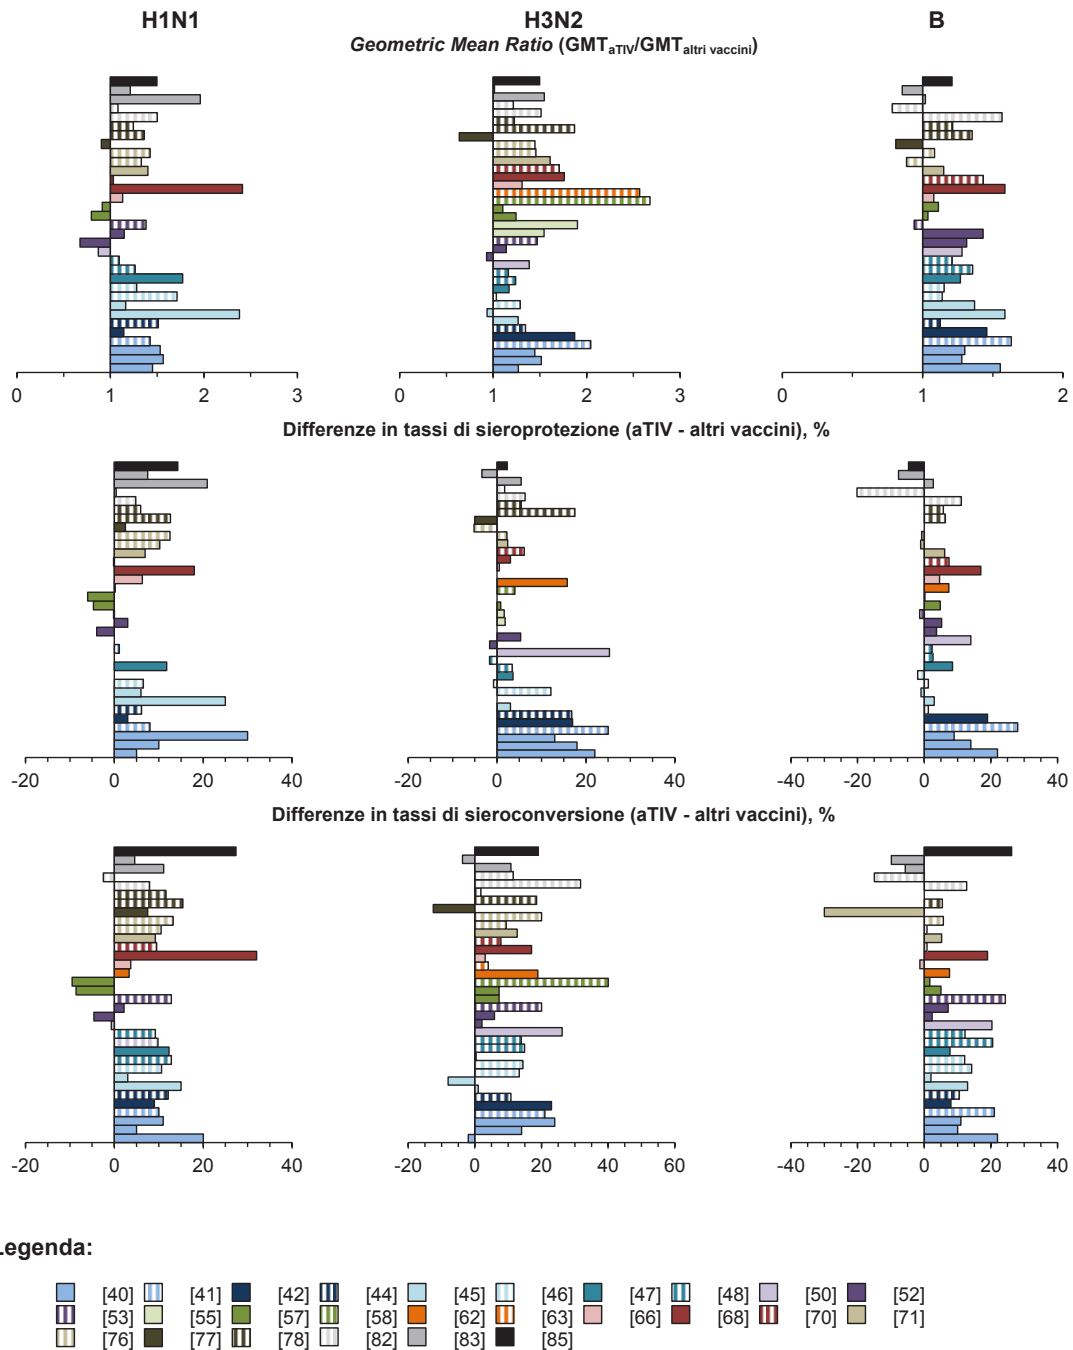 H1N1 H3N2 B
Geometric Mean Ratio (GMTaTIV/GMTaltri vaccini)
0 1 2 3 0 1 2 3 0 1 2
Differenze in tassi di sieroprotezione (aTIV - altri vaccini), %
-20 0 20 40 -20 0 20 40 -40 -20 0 20 40
Differenze in tassi di sieroconversione (aTIV - altri vaccini), %
-20 0 20 40 -20 0 20 40 60 -40 -20 0 20 40
Legenda:
[40] [41] [42] [44] [45] [46] [47] [48] [50] [52]
[53] [55] [57] [58] [62] [63] [66] [68] [70] [71]
[76] [77] [78] [82] [83] [85]